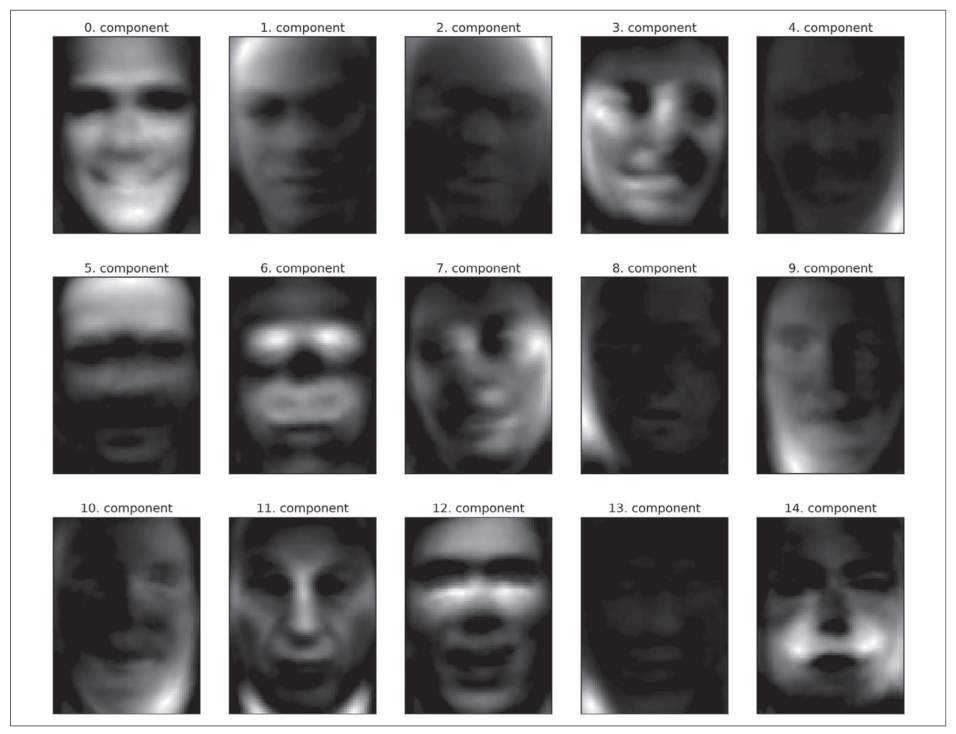 0. component
1. component
2. component
3. component
4. component
5. component
6. component
7. component
8. component
9. component
10. component
11. component
12. component
13. component
14. component